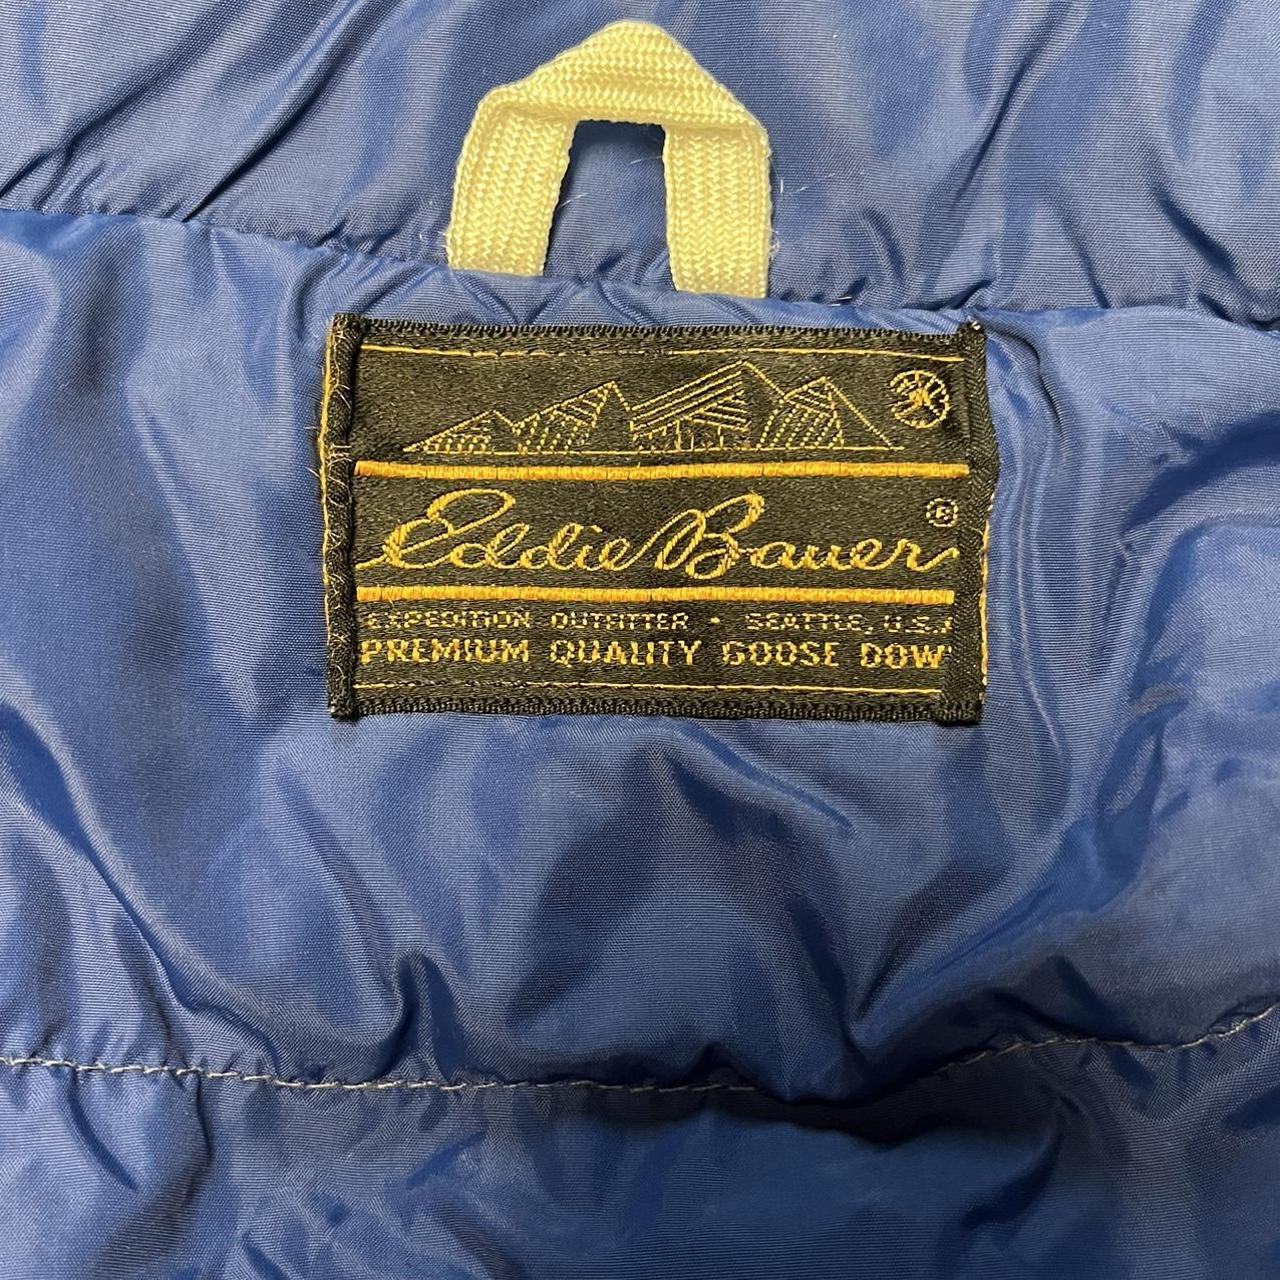 Eddie Bauer ®
EXPEDITION OUTFITTER • SEATTLE, U.S.A
PREMIUM QUALITY GOOSE DOW